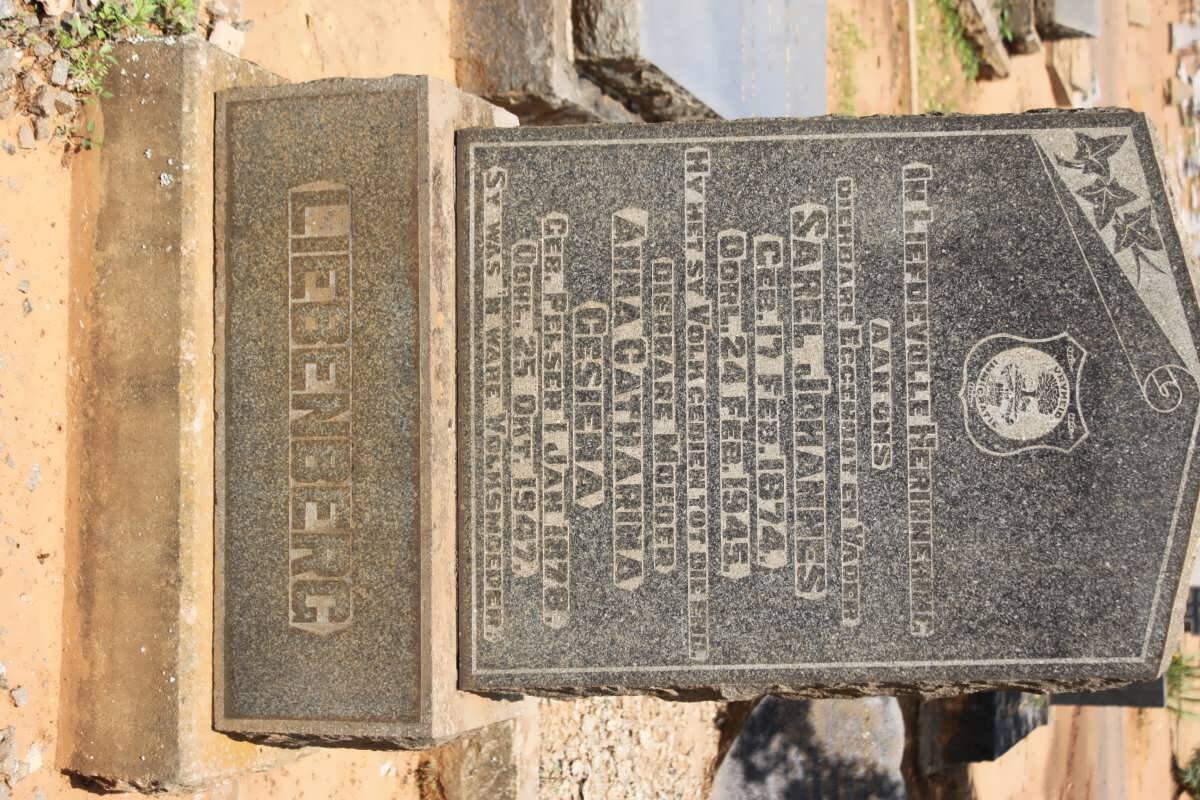 IN LIEFDEVOLLE HERINNERING
AAN ONS
DIERBARE EGGENOOT EN VADER
SAREL JOHANNES
GEB. 17 FEB. 1874,
OORL. 24 FEB. 1945,
HY HET SY VOLK GEDIEN TOT DIE EINDE.
DIERBARE MOEDER
ANNA CATHARINA
GESIENA
GEB. PELSER 1 JAN 1878
OORL. 25 OKT 1947,
SY WAS 'N WARE VOLKSMOEDER.
LIEBENBERG